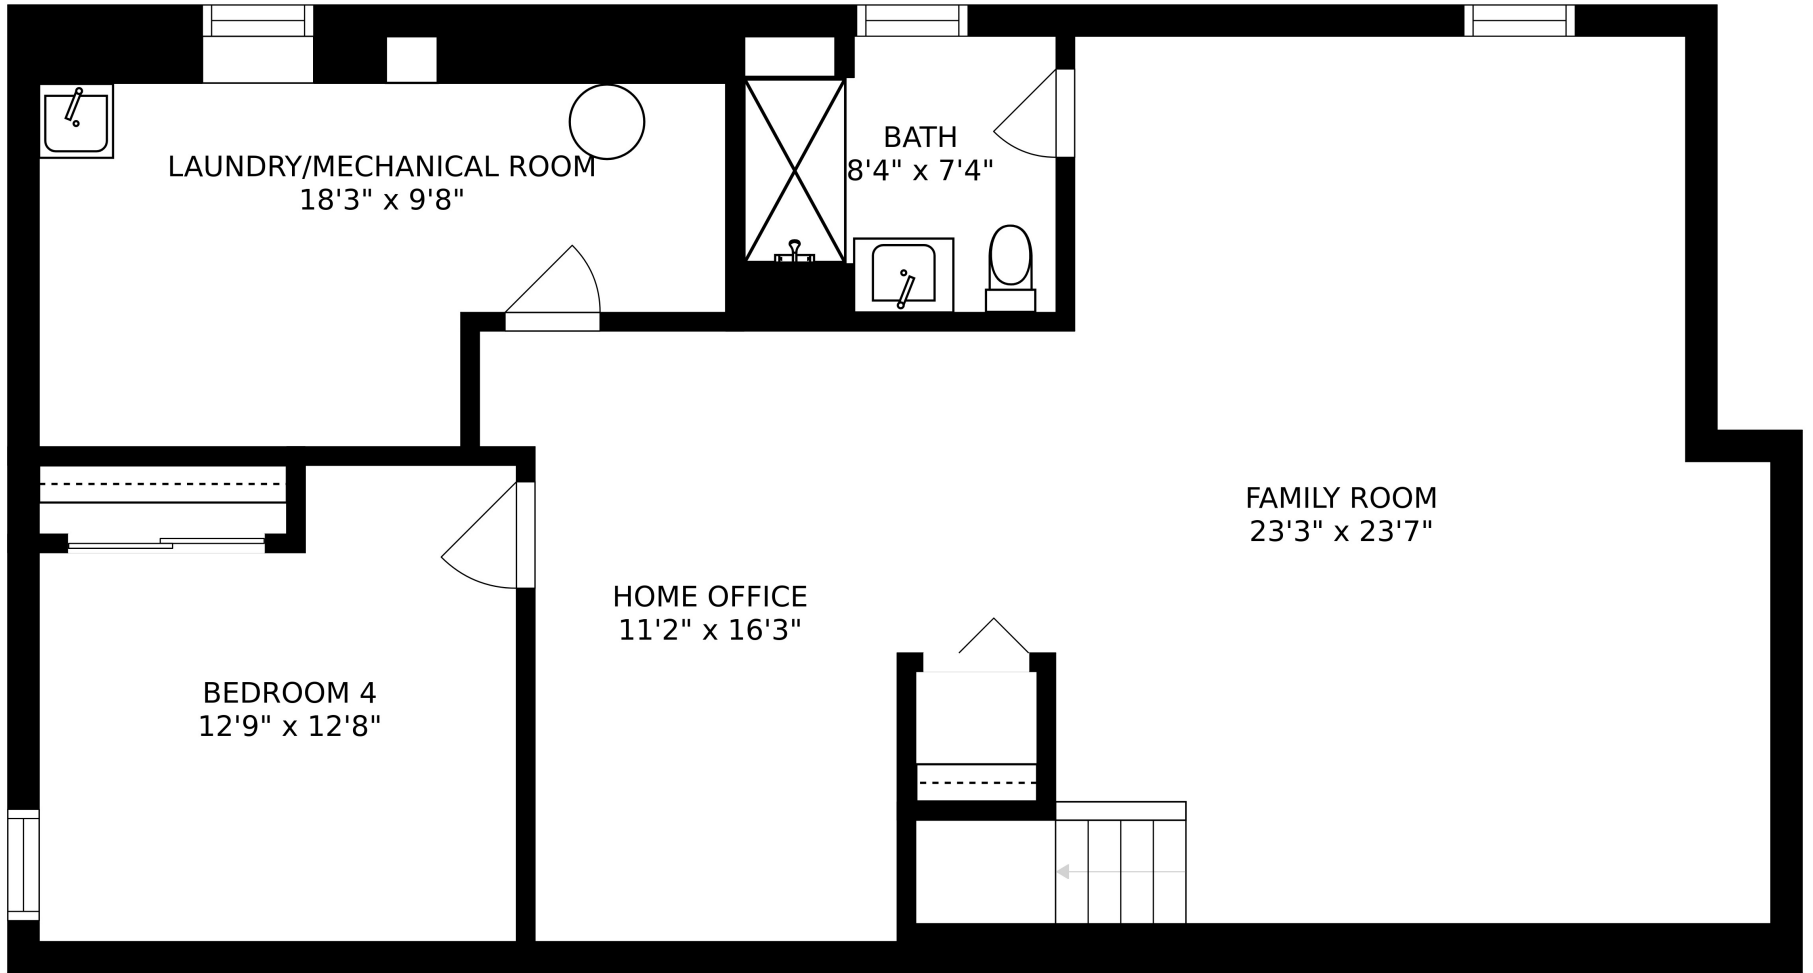 LAUNDRY/MECHANICAL ROOM
18'3" x 9'8"
BATH
8'4" x 7'4"
FAMILY ROOM
23'3" x 23'7"
HOME OFFICE
11'2" x 16'3"
BEDROOM 4
12'9" x 12'8"